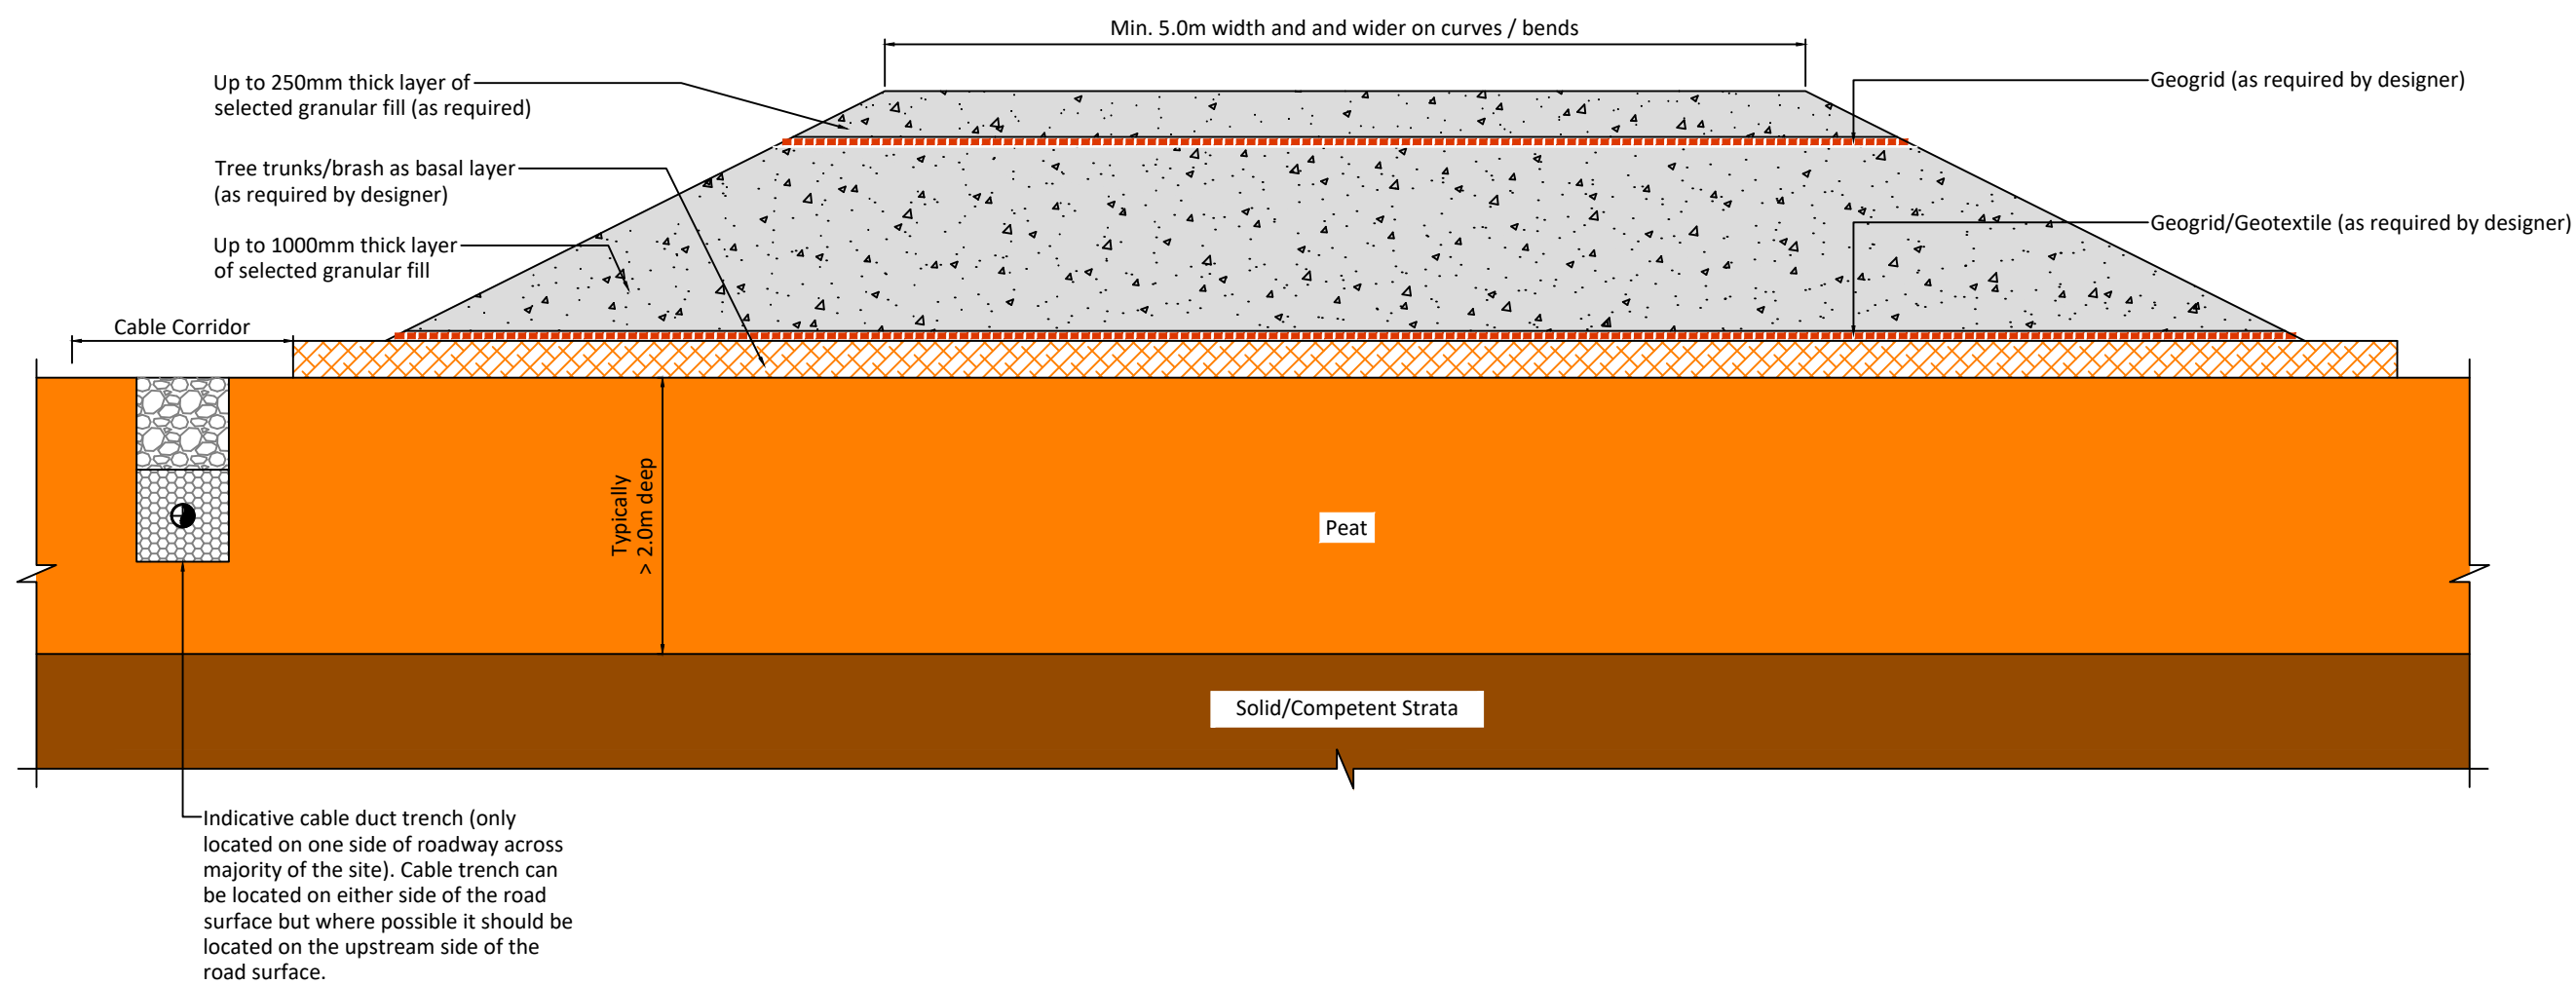 Min. 5.0m width and and wider on curves / bends
Up to 250mm thick layer of
selected granular fill (as required)
Geogrid (as required by designer)
Tree trunks/brash as basal layer
(as required by designer)
Geogrid/Geotextile (as required by designer)
Up to 1000mm thick layer
of selected granular fill
Cable Corridor
Typically
> 2.0m deep
Peat
Solid/Competent Strata
Indicative cable duct trench (only
located on one side of roadway across
majority of the site). Cable trench can
be located on either side of the road
surface but where possible it should be
located on the upstream side of the
road surface.